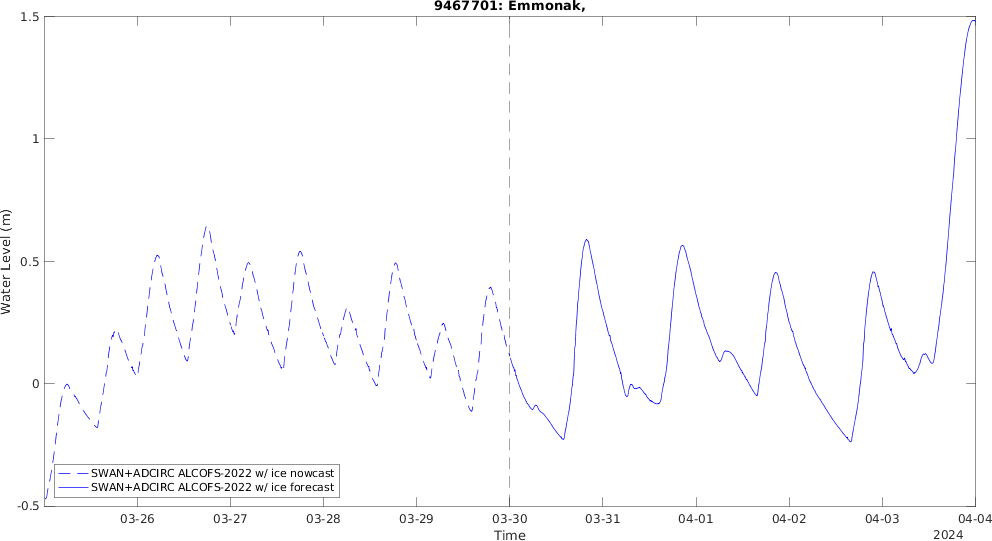 9467701: Emmonak,
1.5
1
0.5
0
-0.5
Water Level (m)
SWAN+ADCIRC ALCOFS-2022 w/ ice nowcast
SWAN+ADCIRC ALCOFS-2022 w/ ice forecast
03-26 03-27 03-28 03-29 03-30 03-31 04-01 04-02 04-03 04-04
Time
2024